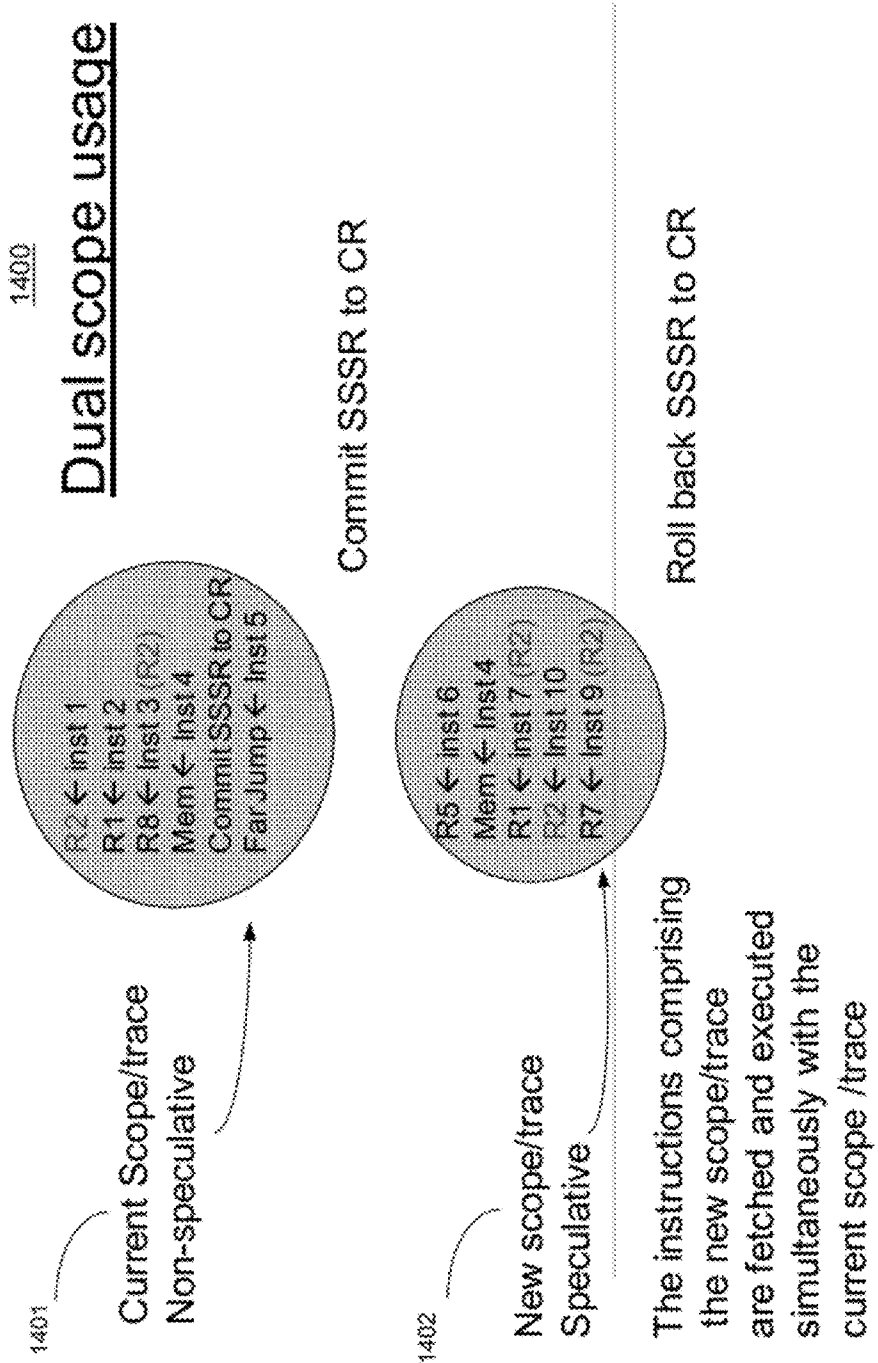 1400
Dual scope usage
1401
Current Scope/trace
Non-speculative
R2 ← inst 1
R1 ← inst 2
R8 ← Inst 3 (R2)
Mem ← Inst 4
Commit SSSR to CR
Far Jump ← Inst 5
Commit SSSR to CR
1402
New scope/trace
Speculative
R5 ← inst 6
Mem ← Inst 4
R1 ← Inst 7 (R2)
R2 ← Inst 10
R7 ← Inst 9 (R2)
Roll back SSSR to CR
The instructions comprising
the new scope/trace
are fetched and executed
simultaneously with the
current scope /trace